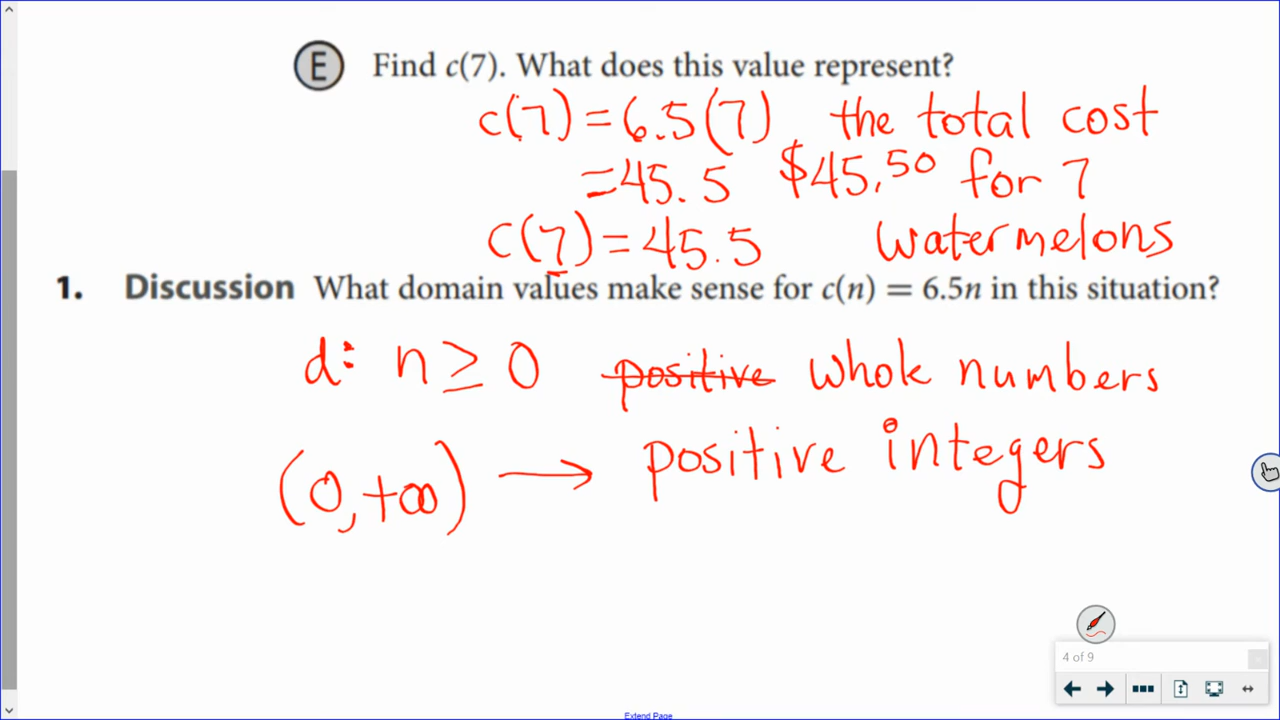 E Find c(7). What does this value represent?
c(7) = 6.5(7) the total cost
= 45.5 $45.50 for 7
c(7) = 45.5 watermelons
1. Discussion What domain values make sense for c(n) = 6.5n in this situation?
d: n ≥ 0 positive whole numbers
(0, +∞) → positive integers
4 of 9
Extend Page